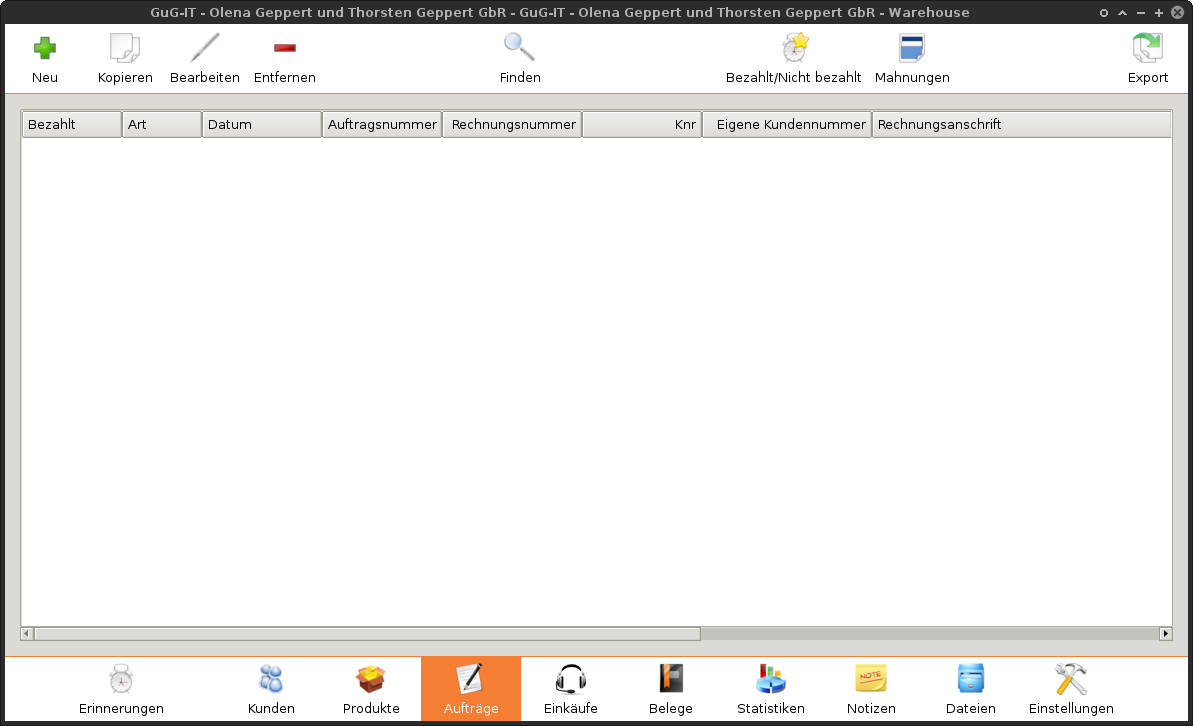 GuG-IT - Olena Geppert und Thorsten Geppert GbR - GuG-IT - Olena Geppert und Thorsten Geppert GbR - Warehouse
Neu Kopieren Bearbeiten Entfernen Finden Bezahlt/Nicht bezahlt Mahnungen Export
Bezahlt Art Datum Auftragsnummer Rechnungsnummer Knr Eigene Kundennummer Rechnungsanschrift
NOTE
Erinnerungen Kunden Produkte Aufträge Einkäufe Belege Statistiken Notizen Dateien Einstellungen